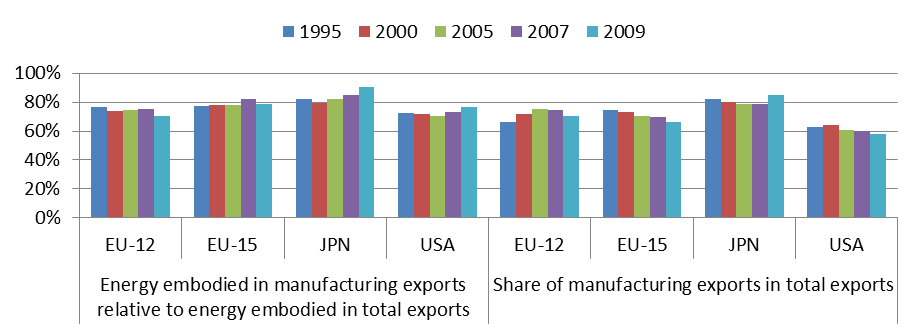 1995 2000 2005 2007 2009
100%
80%
60%
40%
20%
0%
EU-12 EU-15 JPN USA EU-12 EU-15 JPN USA
Energy embodied in manufacturing exports
relative to energy embodied in total exports
Share of manufacturing exports in total exports